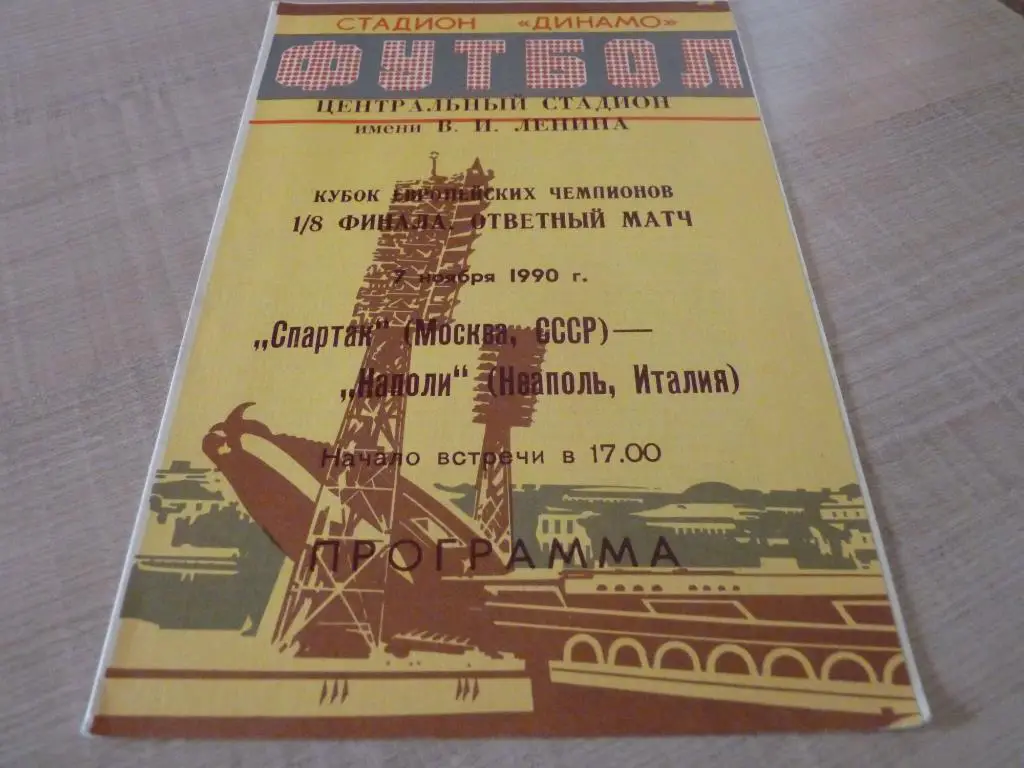 СТАДИОН «ДИНАМО»
ФУТБОЛ
ЦЕНТРАЛЬНЫЙ СТАДИОН
имени В. И. ЛЕНИНА
КУБОК ЕВРОПЕЙСКИХ ЧЕМПИОНОВ
1/8 ФИНАЛА. ОТВЕТНЫЙ МАТЧ
7 ноября 1990 г.
„Спартак“ (Москва, СССР) —
„Наполи“ (Неаполь, Италия)
Начало встречи в 17.00
ПРОГРАММА